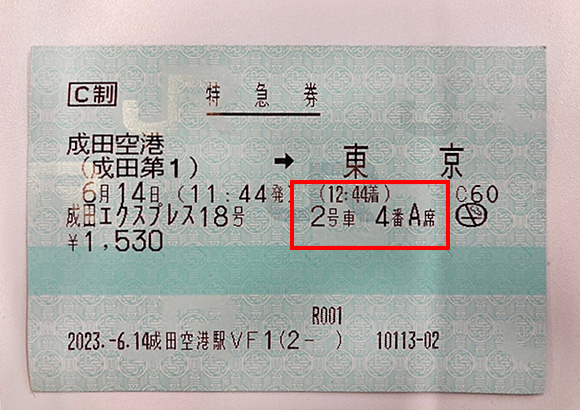 C制 特急券
成田空港 (成田第1) → 東京
6月14日 (11:44発) (12:44着) C60
成田エクスプレス18号 2号車 4番A席
¥1,530
R001
2023.-6.14成田空港駅VF1(2- ) 10113-02